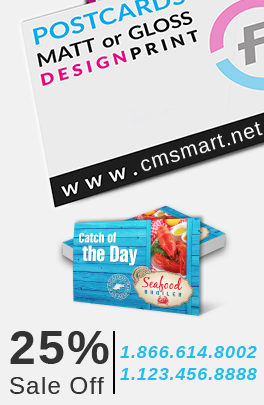 POSTCARDS
MATT or GLOSS
DESIGNPRINT
www.cmsmart.net
Catch of
the Day
Seafood
BROILER
25%
Sale Off
1.866.614.8002
1.123.456.8888